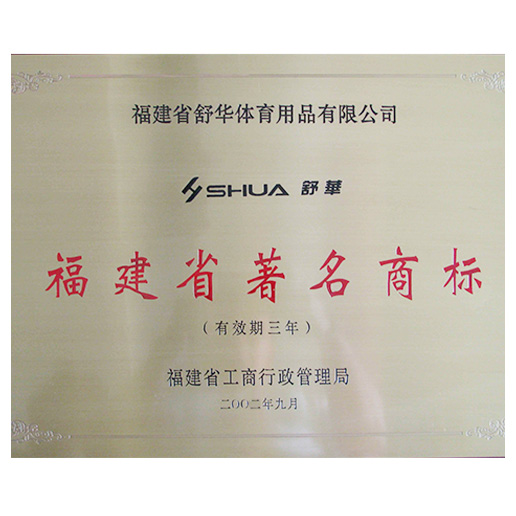 福建省舒华体育用品有限公司
SHUA 舒華
福建省著名商标
（有效期三年）
福建省工商行政管理局
二00二年九月